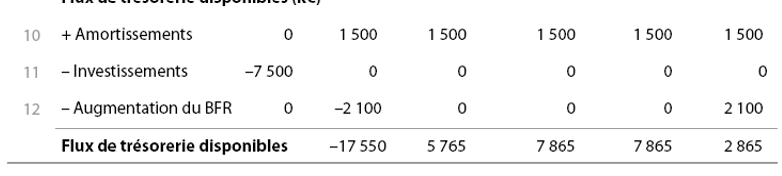 Flux de trésorerie disponibles (k€)
10 + Amortissements 0 1 500 1 500 1 500 1 500 1 500
11 – Investissements –7 500 0 0 0 0 0
12 – Augmentation du BFR 0 –2 100 0 0 0 2 100
Flux de trésorerie disponibles –17 550 5 765 7 865 7 865 2 865